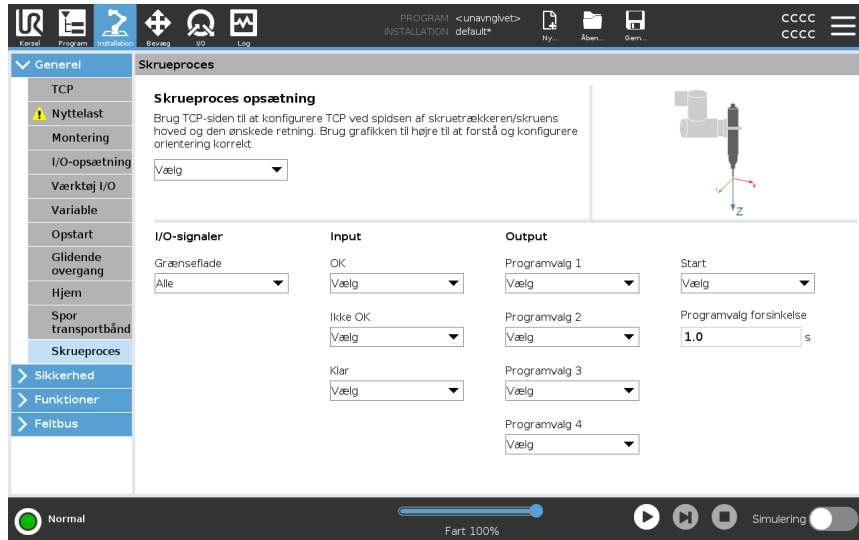 UR
Kørsel
Program
Installation
Bevæg
I/O
Log
PROGRAM <unavngivet>
INSTALLATION default*
Ny...
Åben...
Gem...
CCCC
CCCC
Generel
TCP
Nyttelast
Montering
I/O-opsætning
Værktøj I/O
Variable
Opstart
Glidende
overgang
Hjem
Spor
transportbånd
Skrueproces
Sikkerhed
Funktioner
Feltbus
Skrueproces
Skrueproces opsætning
Brug TCP-siden til at konfigurere TCP ved spidsen af skruetrækkeren/skruens
hoved og den ønskede retning. Brug grafikken til højre til at forstå og konfigurere
orientering korrekt
Vælg
Y
X
Z
I/O-signaler
Grænseflade
Alle
Input
OK
Vælg
Ikke OK
Vælg
Klar
Vælg
Output
Programvalg 1
Vælg
Programvalg 2
Vælg
Programvalg 3
Vælg
Programvalg 4
Vælg
Start
Vælg
Programvalg forsinkelse
1.0 s
Normal
Fart 100%
Simulering